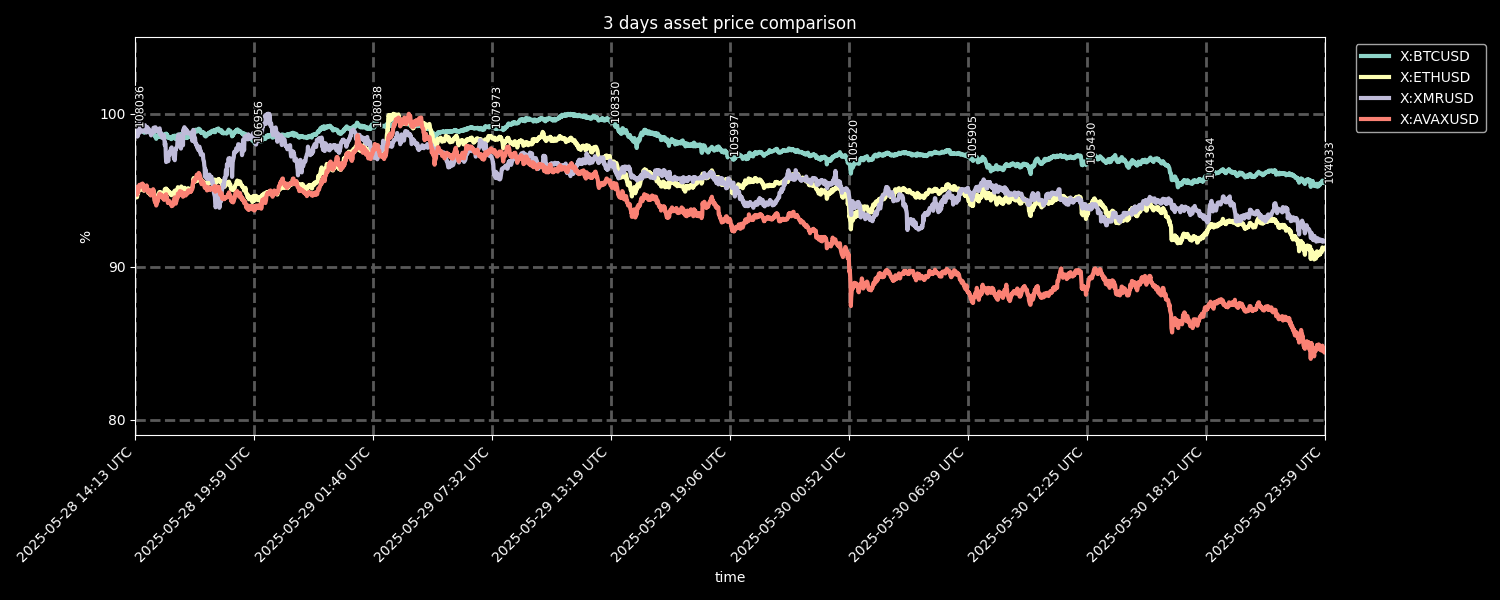 3 days asset price comparison
X:BTCUSD
X:ETHUSD
X:XMRUSD
X:AVAXUSD
%
100
90
80
108036
106956
108038
107973
108350
105997
105620
105905
105430
104364
104033
2025-05-28 14:13 UTC
2025-05-28 19:59 UTC
2025-05-29 01:46 UTC
2025-05-29 07:32 UTC
2025-05-29 13:19 UTC
2025-05-29 19:06 UTC
2025-05-30 00:52 UTC
2025-05-30 06:39 UTC
2025-05-30 12:25 UTC
2025-05-30 18:12 UTC
2025-05-30 23:59 UTC
time